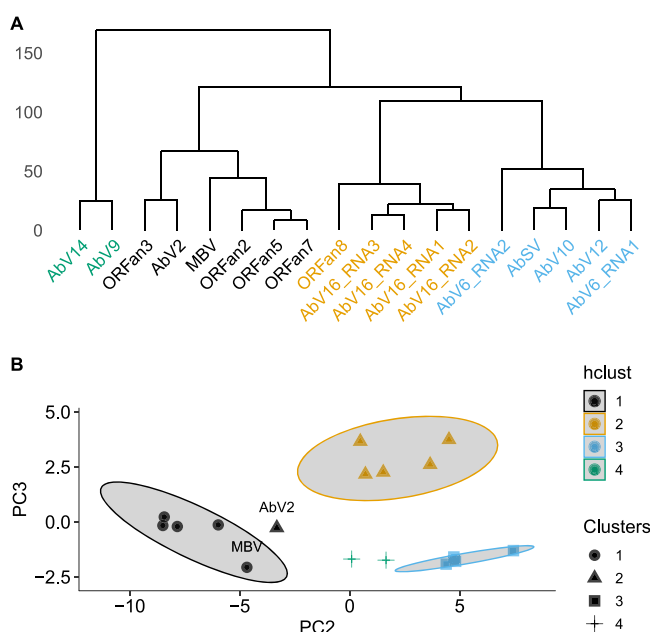 A
150
100
50
0
AbV14
AbV9
ORFan3
AbV2
MBV
ORFan2
ORFan5
ORFan7
ORFan8
AbV16_RNA3
AbV16_RNA4
AbV16_RNA1
AbV16_RNA2
AbV6_RNA2
AbSV
AbV10
AbV12
AbV6_RNA1
B
PC3
5.0
2.5
0.0
−2.5
AbV2
MBV
−10
−5
0
5
PC2
hclust
1
2
3
4
Clusters
1
2
3
4